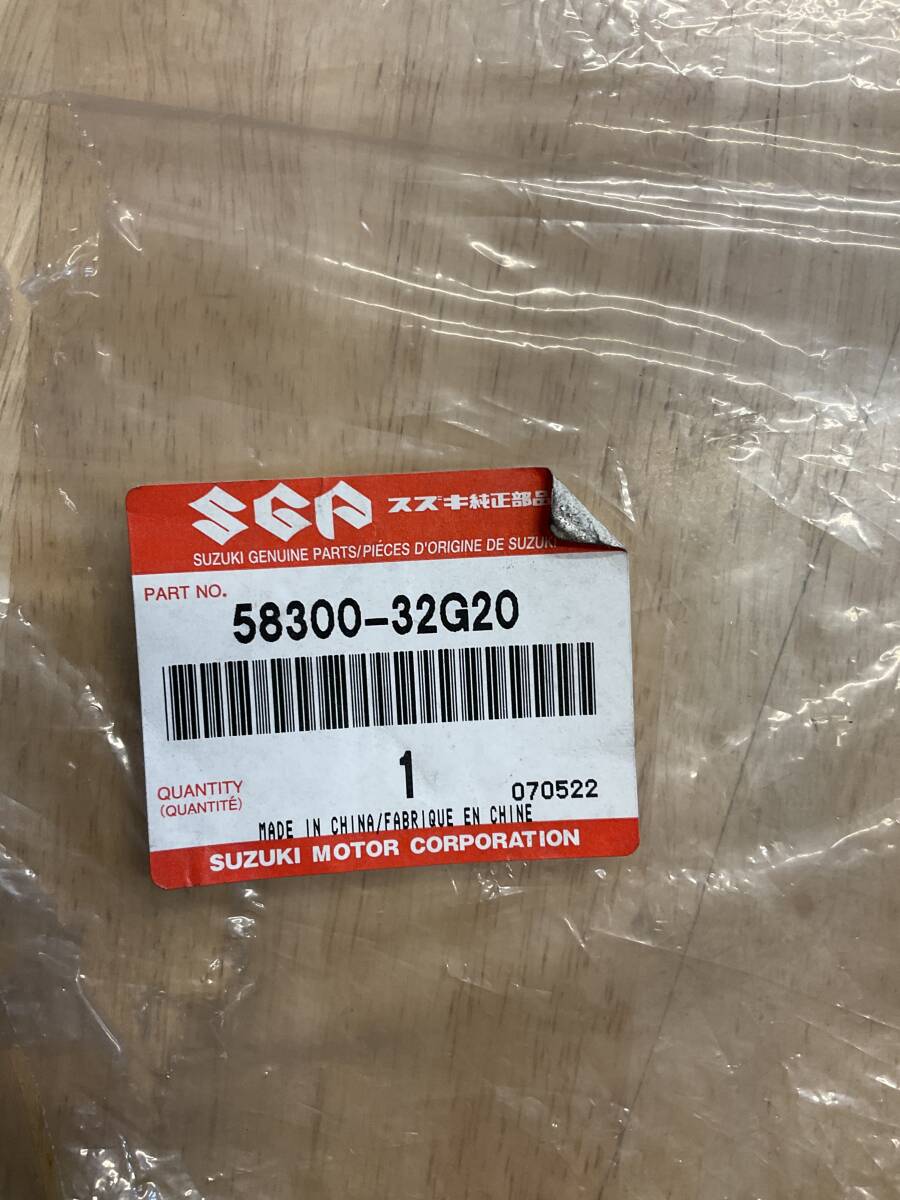 SGP スズキ純正部品
SUZUKI GENUINE PARTS/PIÉCES D'ORIGINE DE SUZUKI
PART NO.
58300-32G20
1
QUANTITY
(QUANTITÉ)
070522
MADE IN CHINA/FABRIQUE EN CHINE
SUZUKI MOTOR CORPORATION